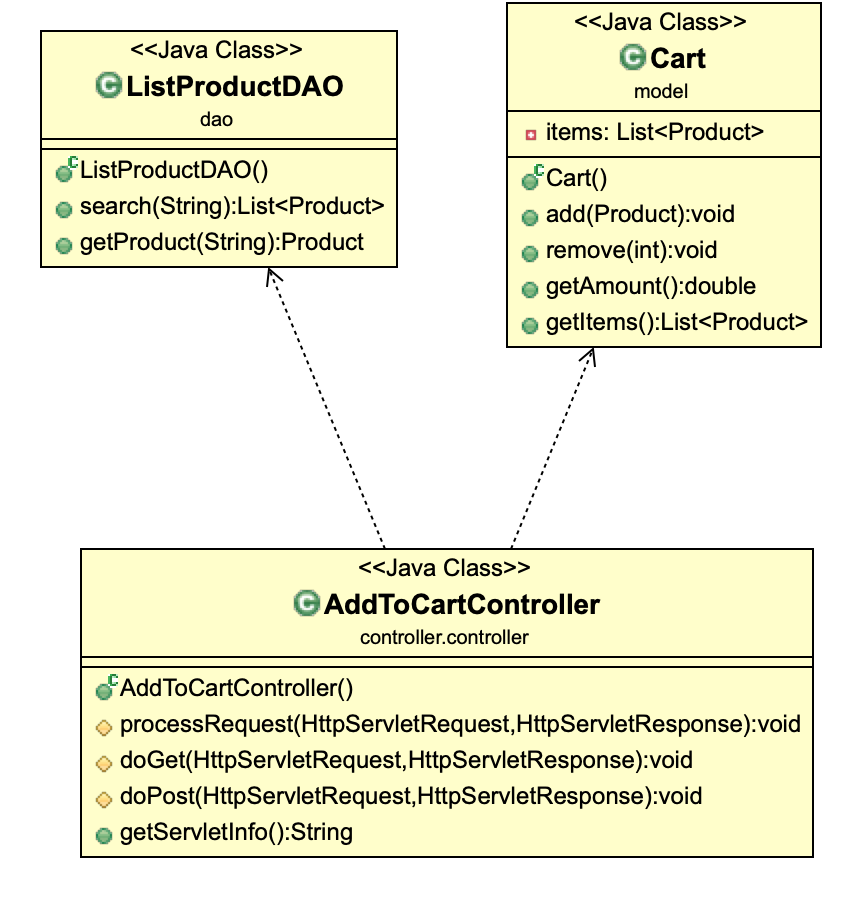 <<Java Class>>
ListProductDAO
dao
ListProductDAO()
search(String):List<Product>
getProduct(String):Product
<<Java Class>>
Cart
model
items: List<Product>
Cart()
add(Product):void
remove(int):void
getAmount():double
getItems():List<Product>
<<Java Class>>
AddToCartController
controller.controller
AddToCartController()
processRequest(HttpServletRequest,HttpServletResponse):void
doGet(HttpServletRequest,HttpServletResponse):void
doPost(HttpServletRequest,HttpServletResponse):void
getServletInfo():String